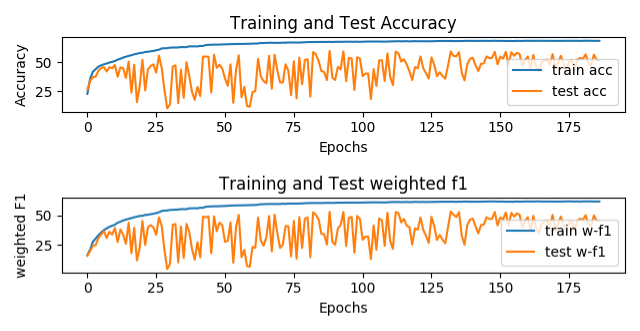 Training and Test Accuracy
Accuracy
50
25
train acc
test acc
0 25 50 75 100 125 150 175
Epochs
Training and Test weighted f1
weighted F1
50
25
train w-f1
test w-f1
0 25 50 75 100 125 150 175
Epochs